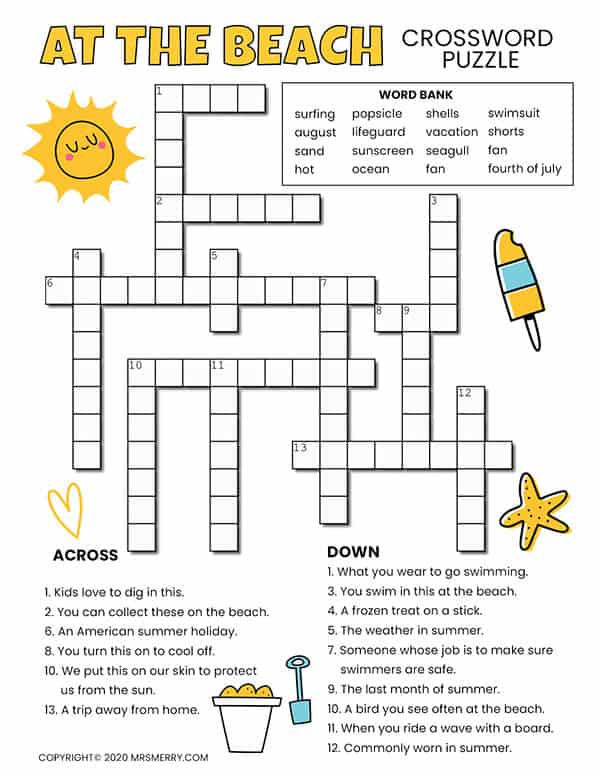 AT THE BEACH CROSSWORD PUZZLE
WORD BANK
surfing popsicle shells swimsuit
august lifeguard vacation shorts
sand sunscreen seagull fan
hot ocean fan fourth of july
1
2
3
4
5
6
7
8
9
10
11
12
13
ACROSS
1. Kids love to dig in this.
2. You can collect these on the beach.
6. An American summer holiday.
8. You turn this on to cool off.
10. We put this on our skin to protect
us from the sun.
13. A trip away from home.
DOWN
1. What you wear to go swimming.
3. You swim in this at the beach.
4. A frozen treat on a stick.
5. The weather in summer.
7. Someone whose job is to make sure
swimmers are safe.
9. The last month of summer.
10. A bird you see often at the beach.
11. When you ride a wave with a board.
12. Commonly worn in summer.
COPYRIGHT© 2020 MRSMERRY.COM